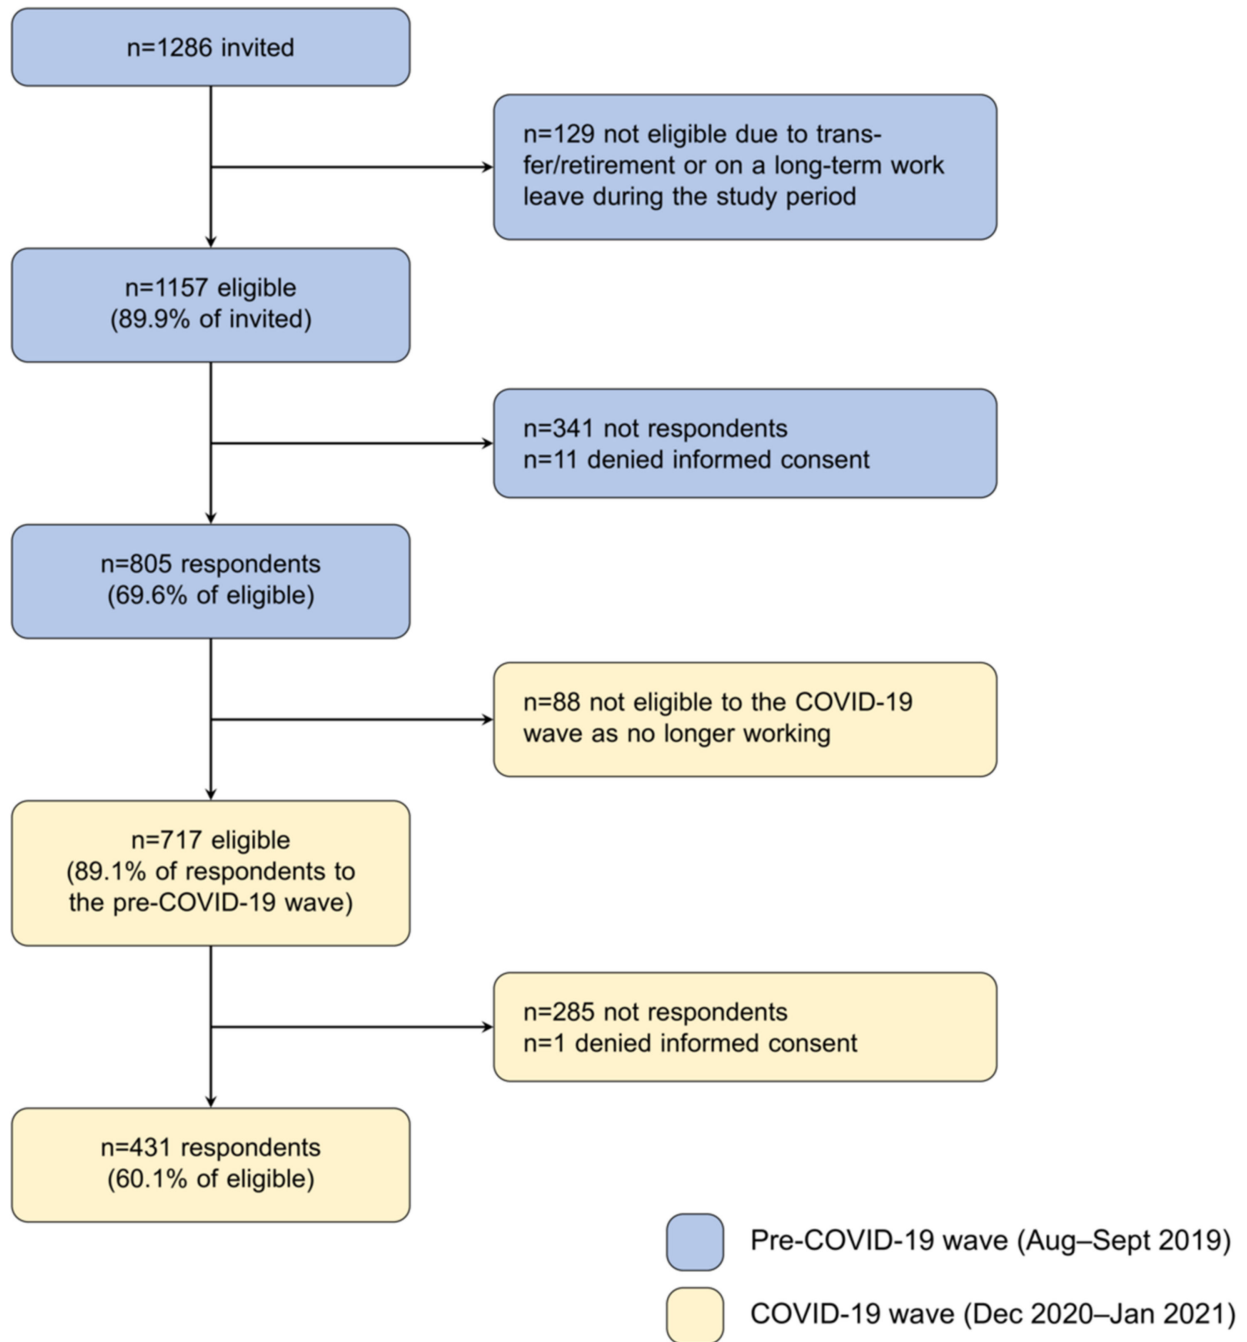 n=1286 invited
n=129 not eligible due to trans-
fer/retirement or on a long-term work
leave during the study period
n=1157 eligible
(89.9% of invited)
n=341 not respondents
n=11 denied informed consent
n=805 respondents
(69.6% of eligible)
n=88 not eligible to the COVID-19
wave as no longer working
n=717 eligible
(89.1% of respondents to
the pre-COVID-19 wave)
n=285 not respondents
n=1 denied informed consent
n=431 respondents
(60.1% of eligible)
Pre-COVID-19 wave (Aug–Sept 2019)
COVID-19 wave (Dec 2020–Jan 2021)